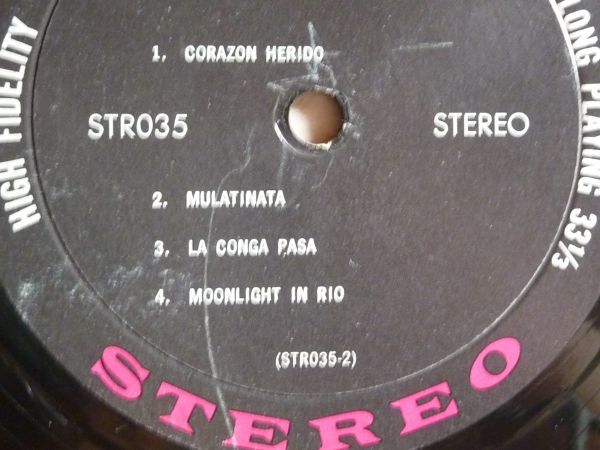 HIGH FIDELITY
LONG PLAYING 33⅓
1. CORAZON HERIDO
STR035
STEREO
2. MULATINATA
3. LA CONGA PASA
4. MOONLIGHT IN RIO
(STR035-2)
STEREO